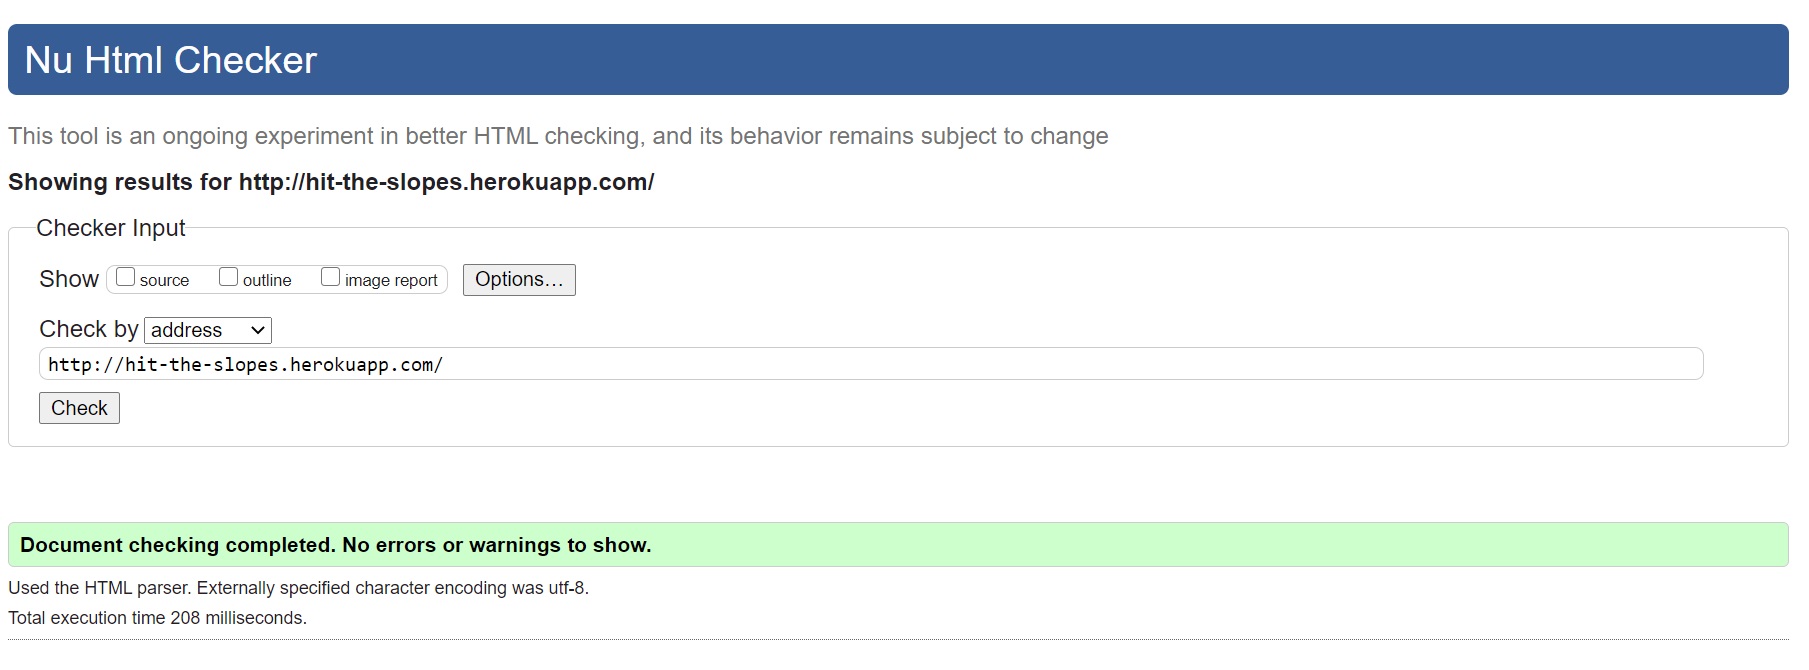 Nu Html Checker
This tool is an ongoing experiment in better HTML checking, and its behavior remains subject to change
Showing results for http://hit-the-slopes.herokuapp.com/
Checker Input
Show source outline image report Options…
Check by address
http://hit-the-slopes.herokuapp.com/
Check
Document checking completed. No errors or warnings to show.
Used the HTML parser. Externally specified character encoding was utf-8.
Total execution time 208 milliseconds.